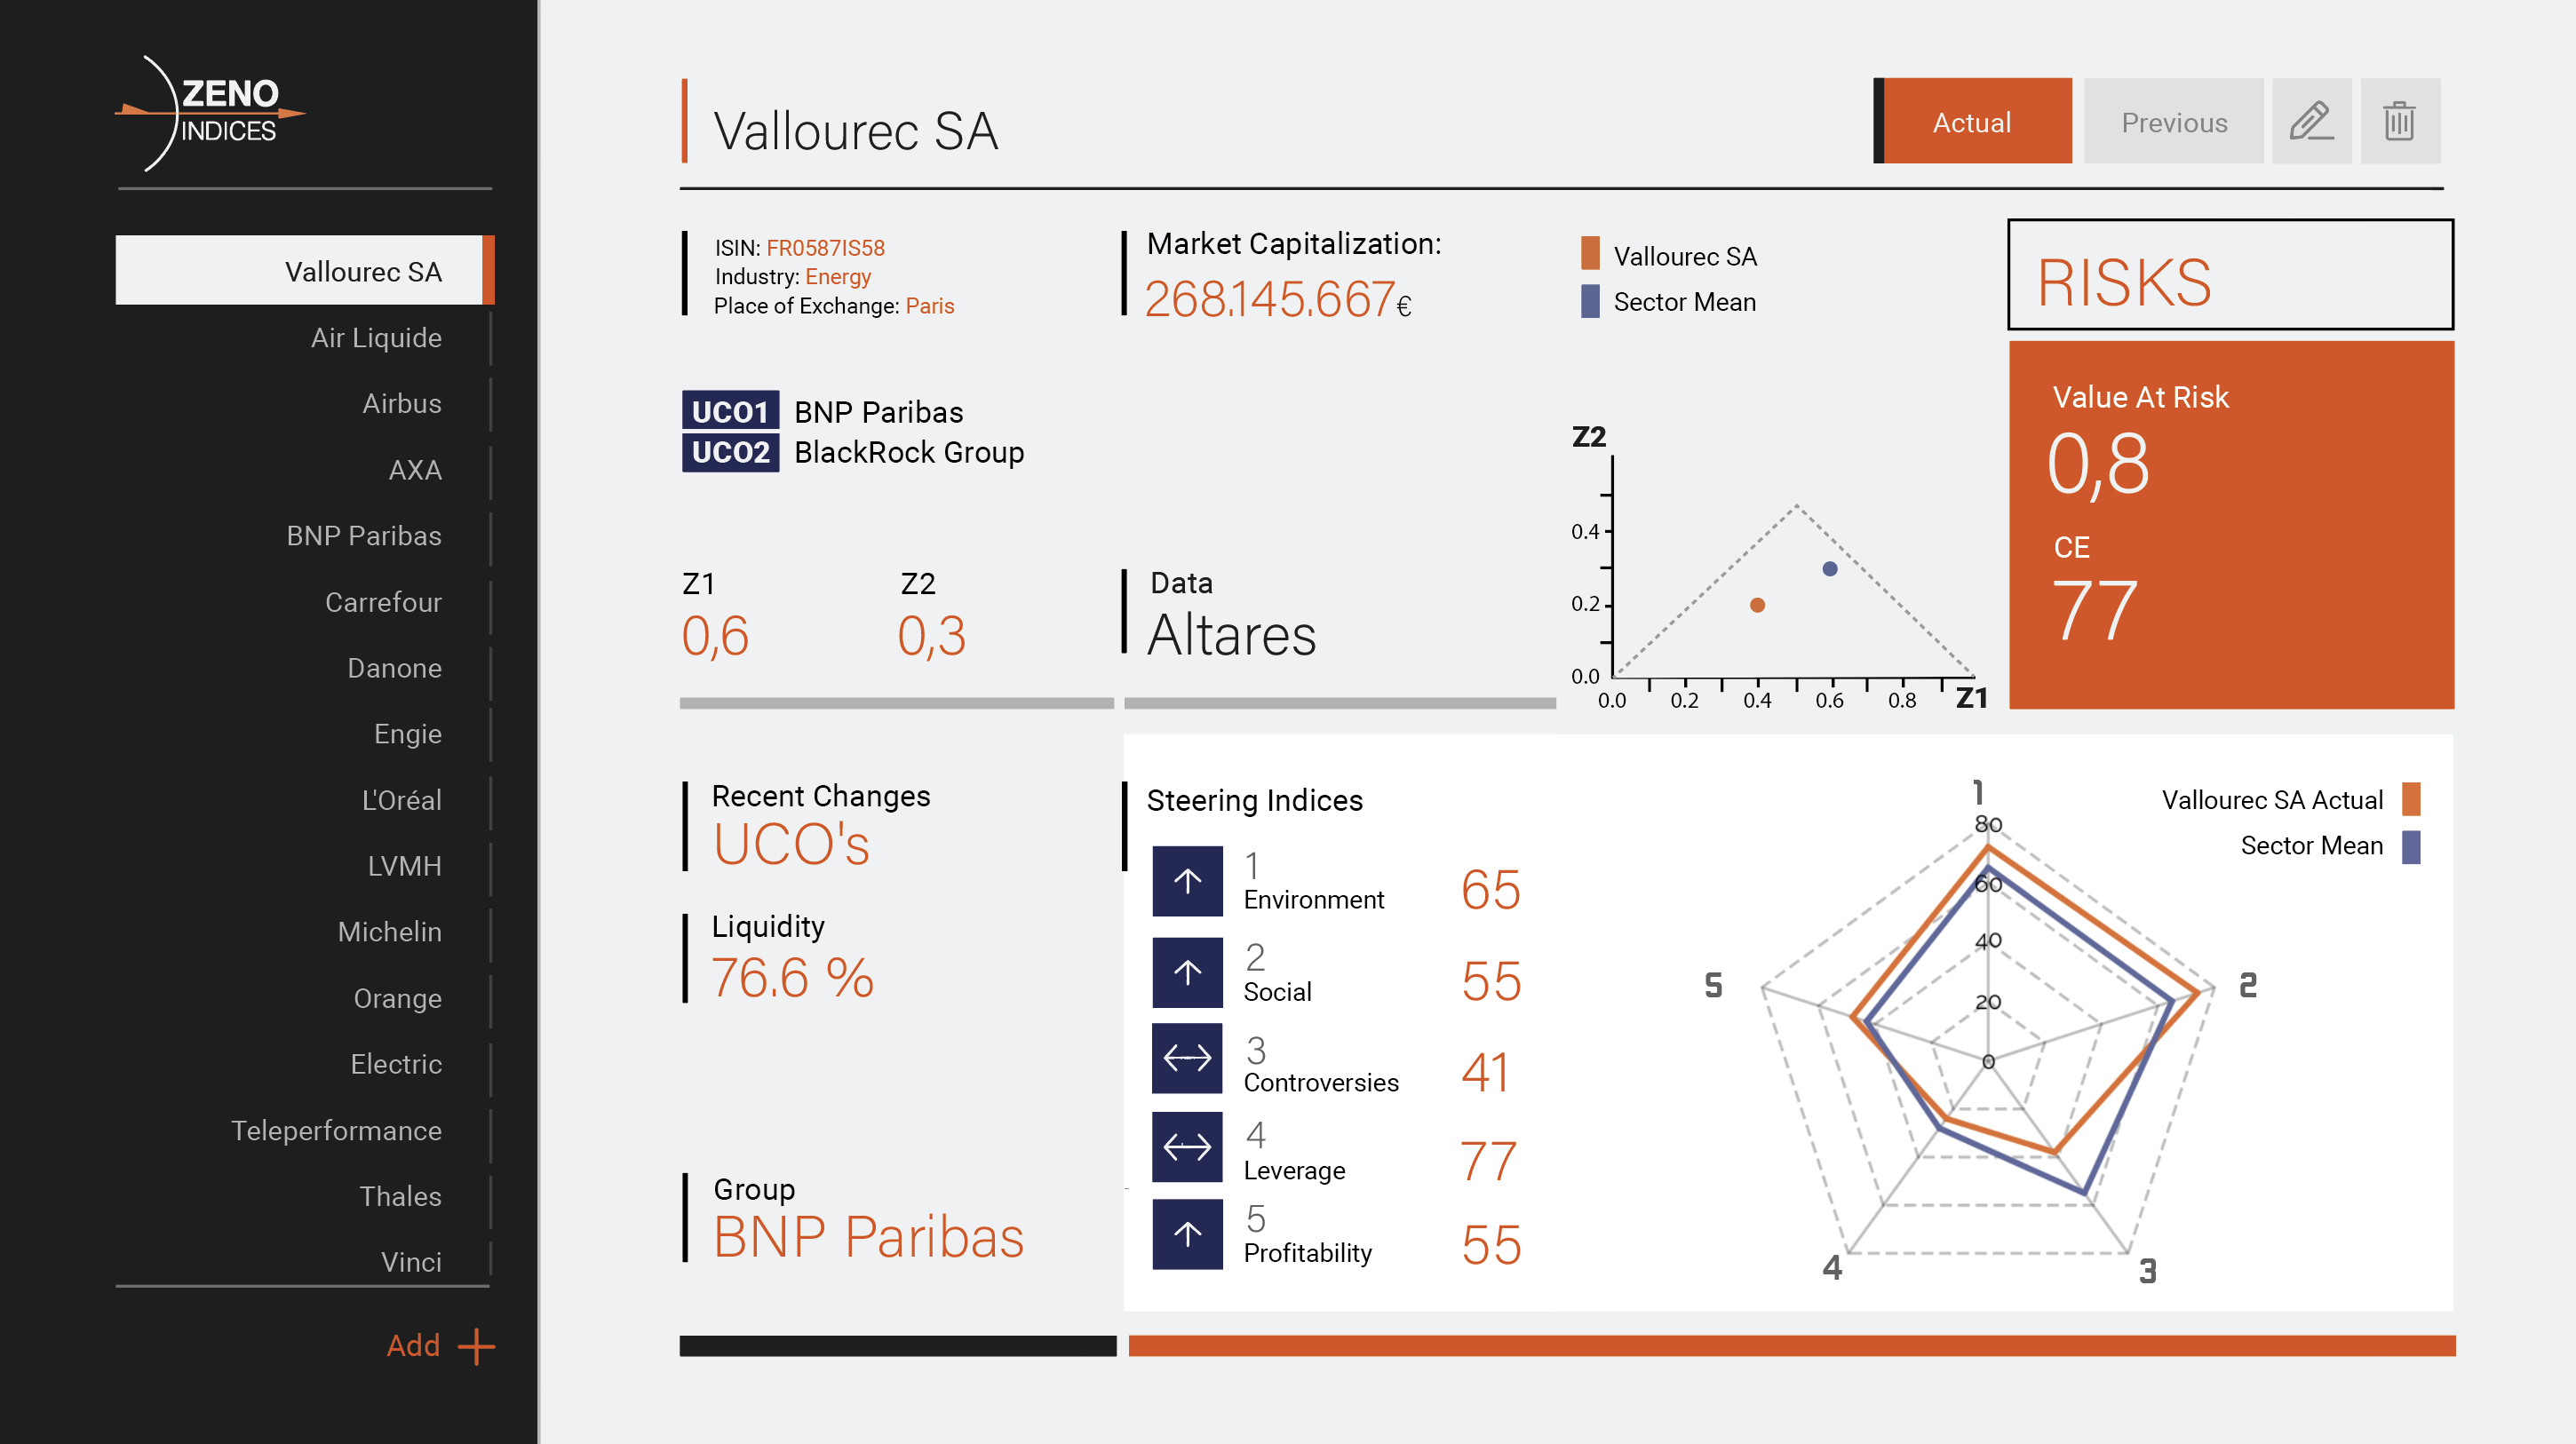 ZENO
INDICES
Vallourec SA
Air Liquide
Airbus
AXA
BNP Paribas
Carrefour
Danone
Engie
L'Oréal
LVMH
Michelin
Orange
Electric
Teleperformance
Thales
Vinci
Add
Vallourec SA
Actual
Previous
ISIN: FR0587IS58
Industry: Energy
Place of Exchange: Paris
Market Capitalization:
268.145.667€
Vallourec SA
Sector Mean
RISKS
Value At Risk
0,8
CE
77
UCO1 BNP Paribas
UCO2 BlackRock Group
Z1
0,6
Z2
0,3
Data
Altares
Z2
0.4
0.2
0.0
0.0 0.2 0.4 0.6 0.8 Z1
Recent Changes
UCO's
Liquidity
76.6 %
Group
BNP Paribas
Steering Indices
1
Environment
65
2
Social
55
3
Controversies
41
4
Leverage
77
5
Profitability
55
Vallourec SA Actual
Sector Mean
1
80
60
40
20
0
2
3
4
5